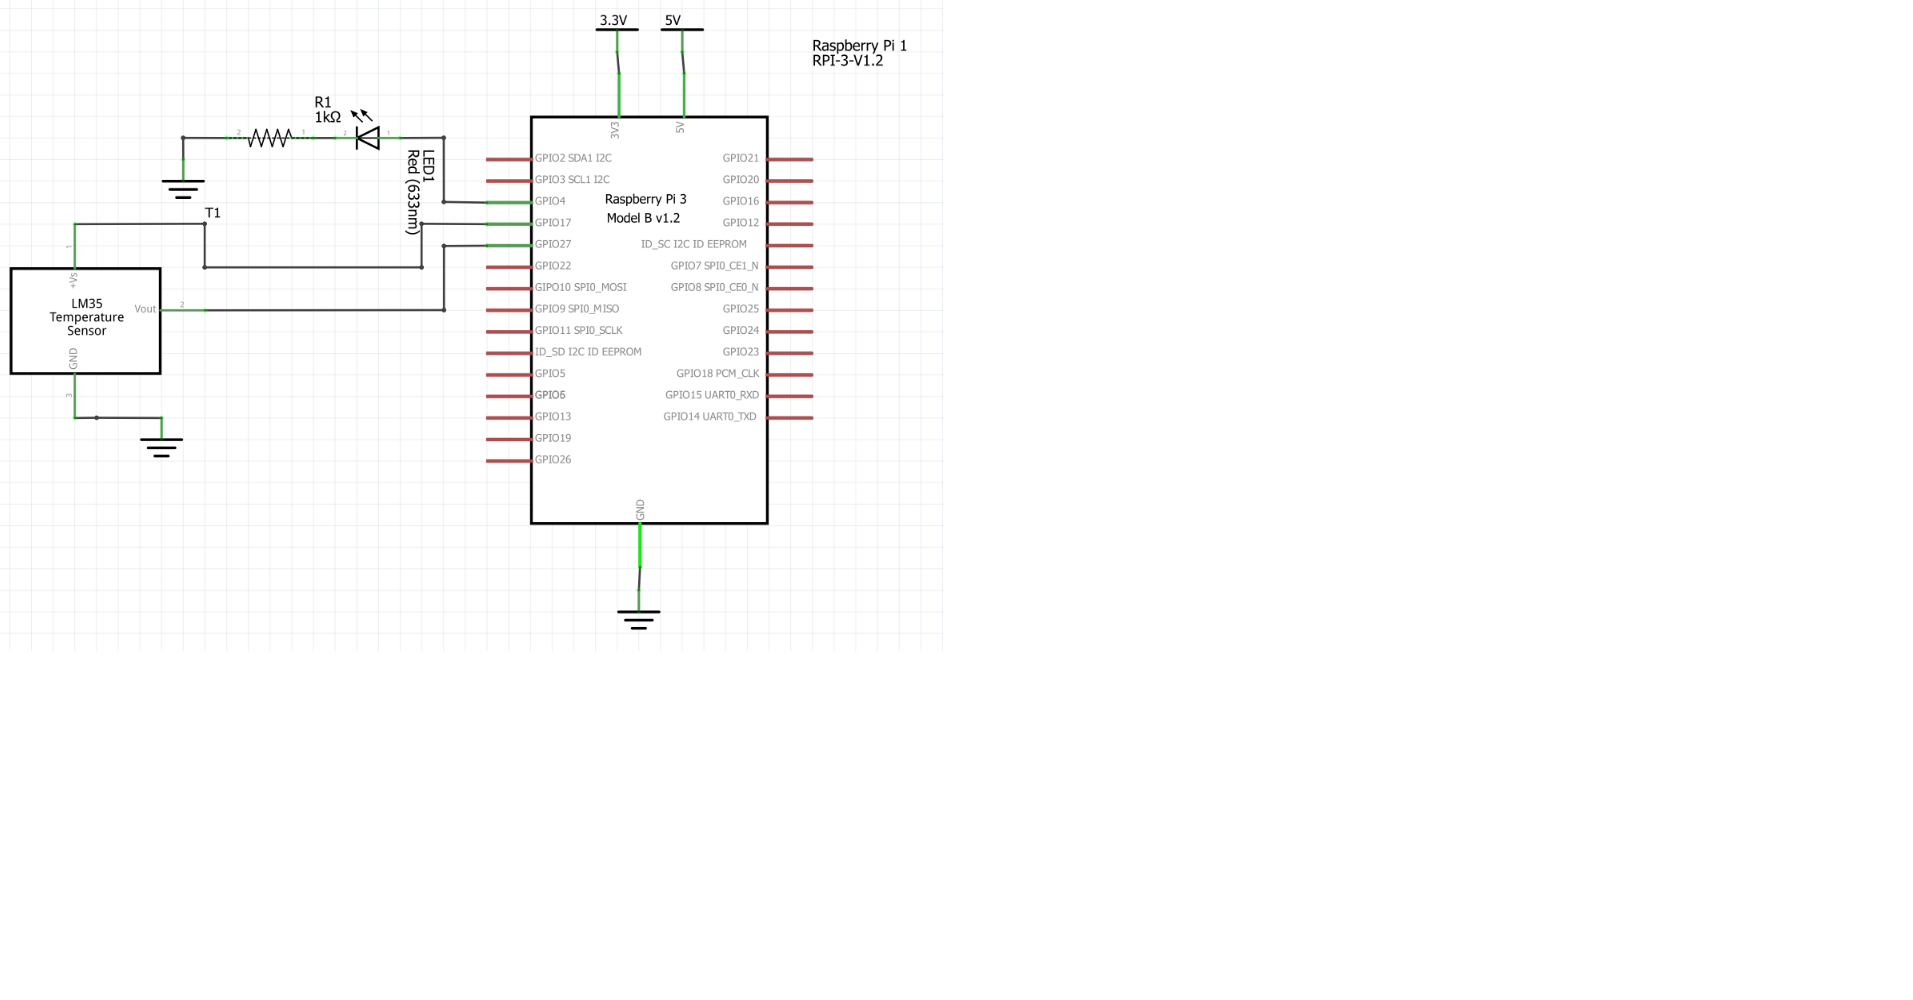 3.3V
5V
Raspberry Pi 1
RPI-3-V1.2
R1
1kΩ
2
1
2
1
LED1
Red (633nm)
3V3
5V
GPIO2 SDA1 I2C
GPIO3 SCL1 I2C
GPIO4
GPIO17
GPIO27
GPIO22
GIPO10 SPI0_MOSI
GPIO9 SPI0_MISO
GPIO11 SPI0_SCLK
ID_SD I2C ID EEPROM
GPIO5
GPIO6
GPIO13
GPIO19
GPIO26
Raspberry Pi 3
Model B v1.2
GPIO21
GPIO20
GPIO16
GPIO12
ID_SC I2C ID EEPROM
GPIO7 SPI0_CE1_N
GPIO8 SPI0_CE0_N
GPIO25
GPIO24
GPIO23
GPIO18 PCM_CLK
GPIO15 UART0_RXD
GPIO14 UART0_TXD
GND
T1
1
+Vs
LM35
Temperature
Sensor
Vout
2
GND
3